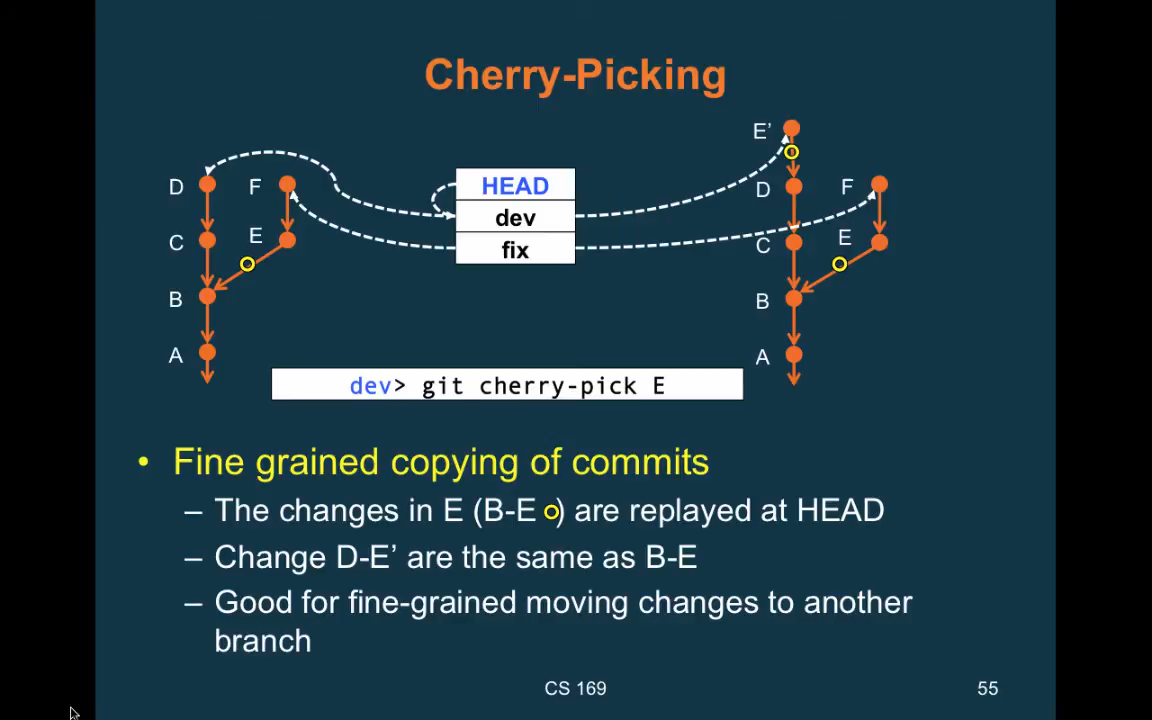 Cherry-Picking
E’
D
F
HEAD
D
F
dev
C
E
fix
C
E
B
B
A
A
dev> git cherry-pick E
• Fine grained copying of commits
– The changes in E (B-E ) are replayed at HEAD
– Change D-E’ are the same as B-E
– Good for fine-grained moving changes to another
branch
CS 169
55